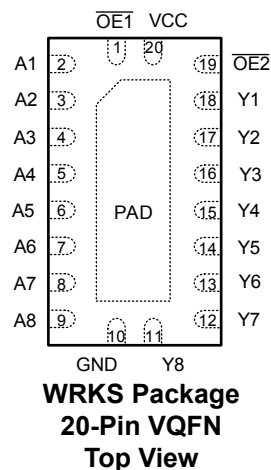 OE1 VCC
1 20
A1 2 19 OE2
A2 3 18 Y1
A3 4 17 Y2
A4 5 16 Y3
A5 6 PAD 15 Y4
A6 7 14 Y5
A7 8 13 Y6
A8 9 12 Y7
10 11
GND Y8
WRKS Package
20-Pin VQFN
Top View